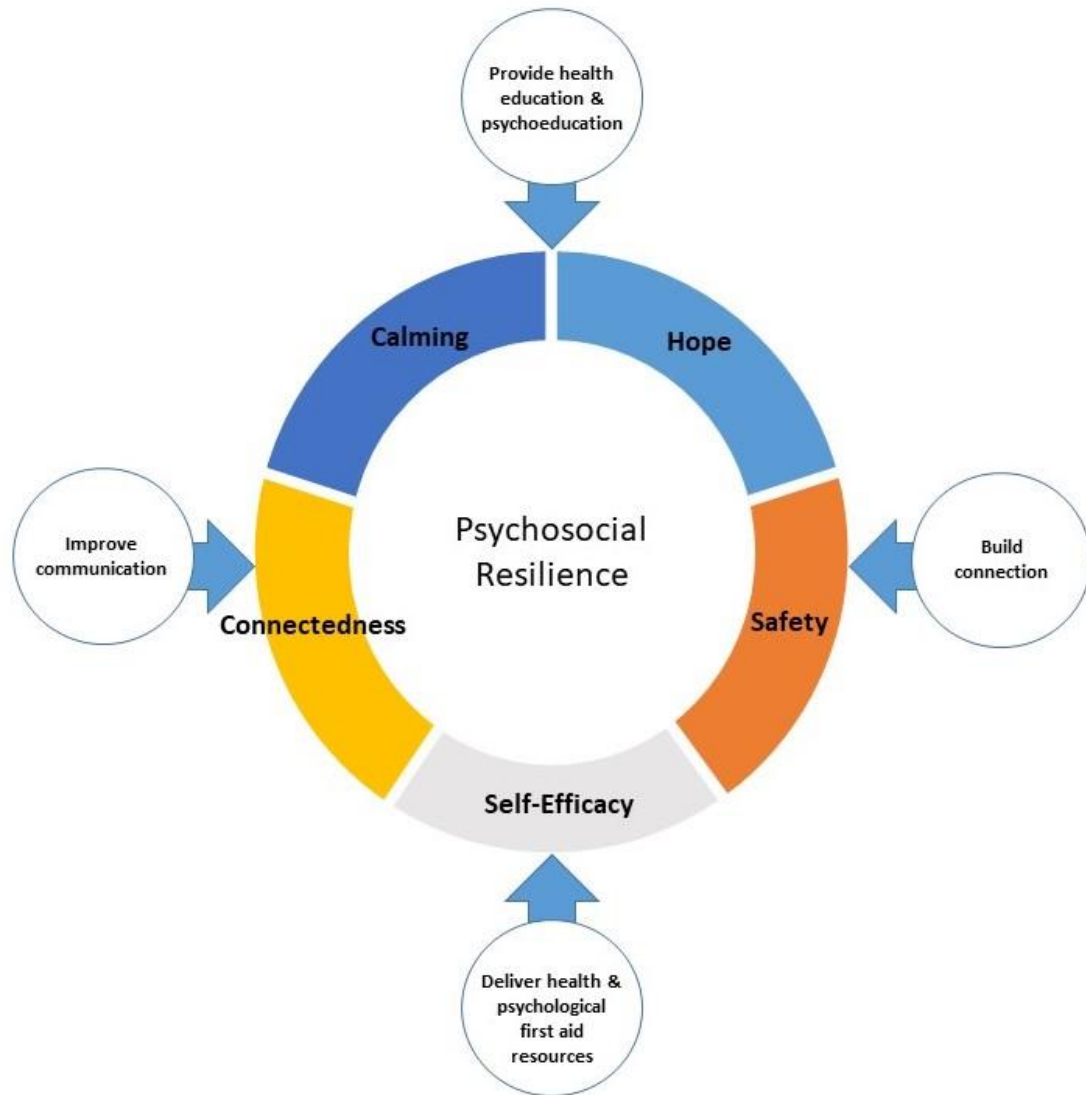 Provide health
education &
psychoeducation
Calming
Hope
Improve
communication
Psychosocial
Resilience
Build
connection
Connectedness
Safety
Self-Efficacy
Deliver health &
psychological
first aid
resources